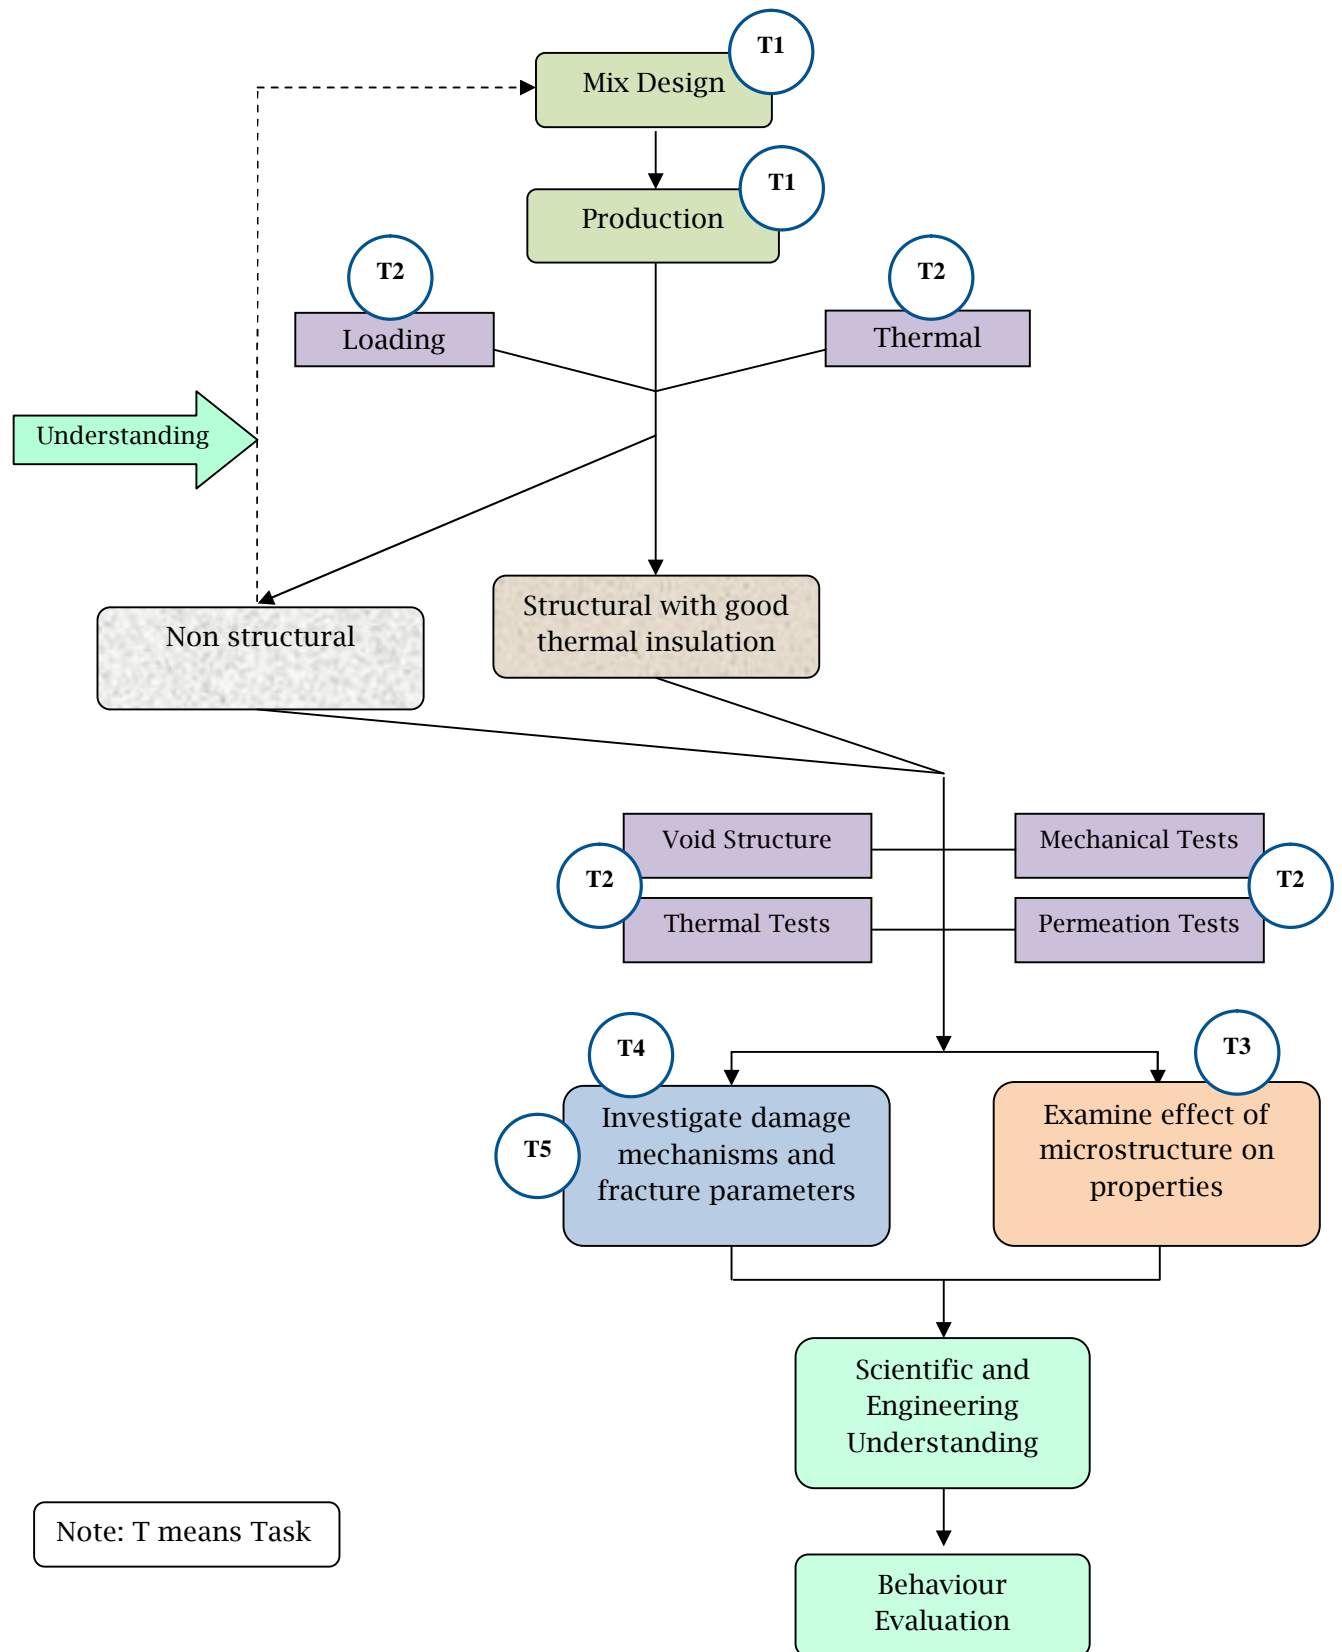 T1
Mix Design
T1
Production
T2
Loading
T2
Thermal
Understanding
Non structural
Structural with good
thermal insulation
Void Structure
Mechanical Tests
T2
T2
Thermal Tests
Permeation Tests
T4
T3
T5
Investigate damage
mechanisms and
fracture parameters
Examine effect of
microstructure on
properties
Scientific and
Engineering
Understanding
Note: T means Task
Behaviour
Evaluation